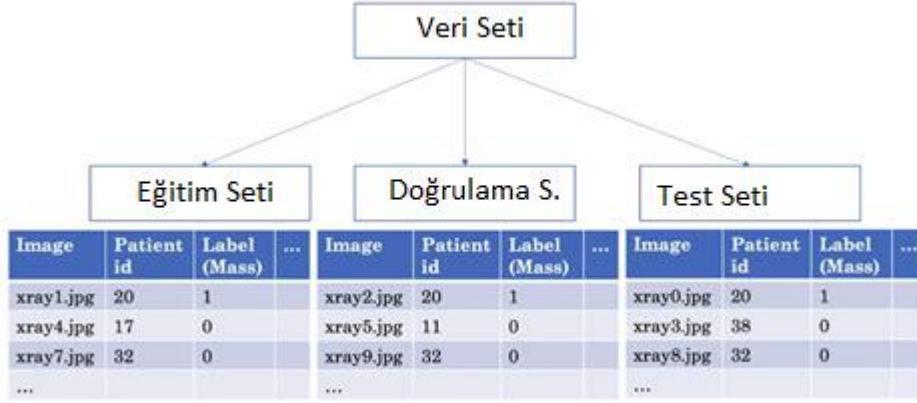 Veri Seti
Eğitim Seti
Doğrulama S.
Test Seti
Image Patient id Label (Mass) ...
xray1.jpg 20 1
xray4.jpg 17 0
xray7.jpg 32 0
...
Image Patient id Label (Mass) ...
xray2.jpg 20 1
xray5.jpg 11 0
xray9.jpg 32 0
...
Image Patient id Label (Mass) ...
xray0.jpg 20 1
xray3.jpg 38 0
xray8.jpg 32 0
...